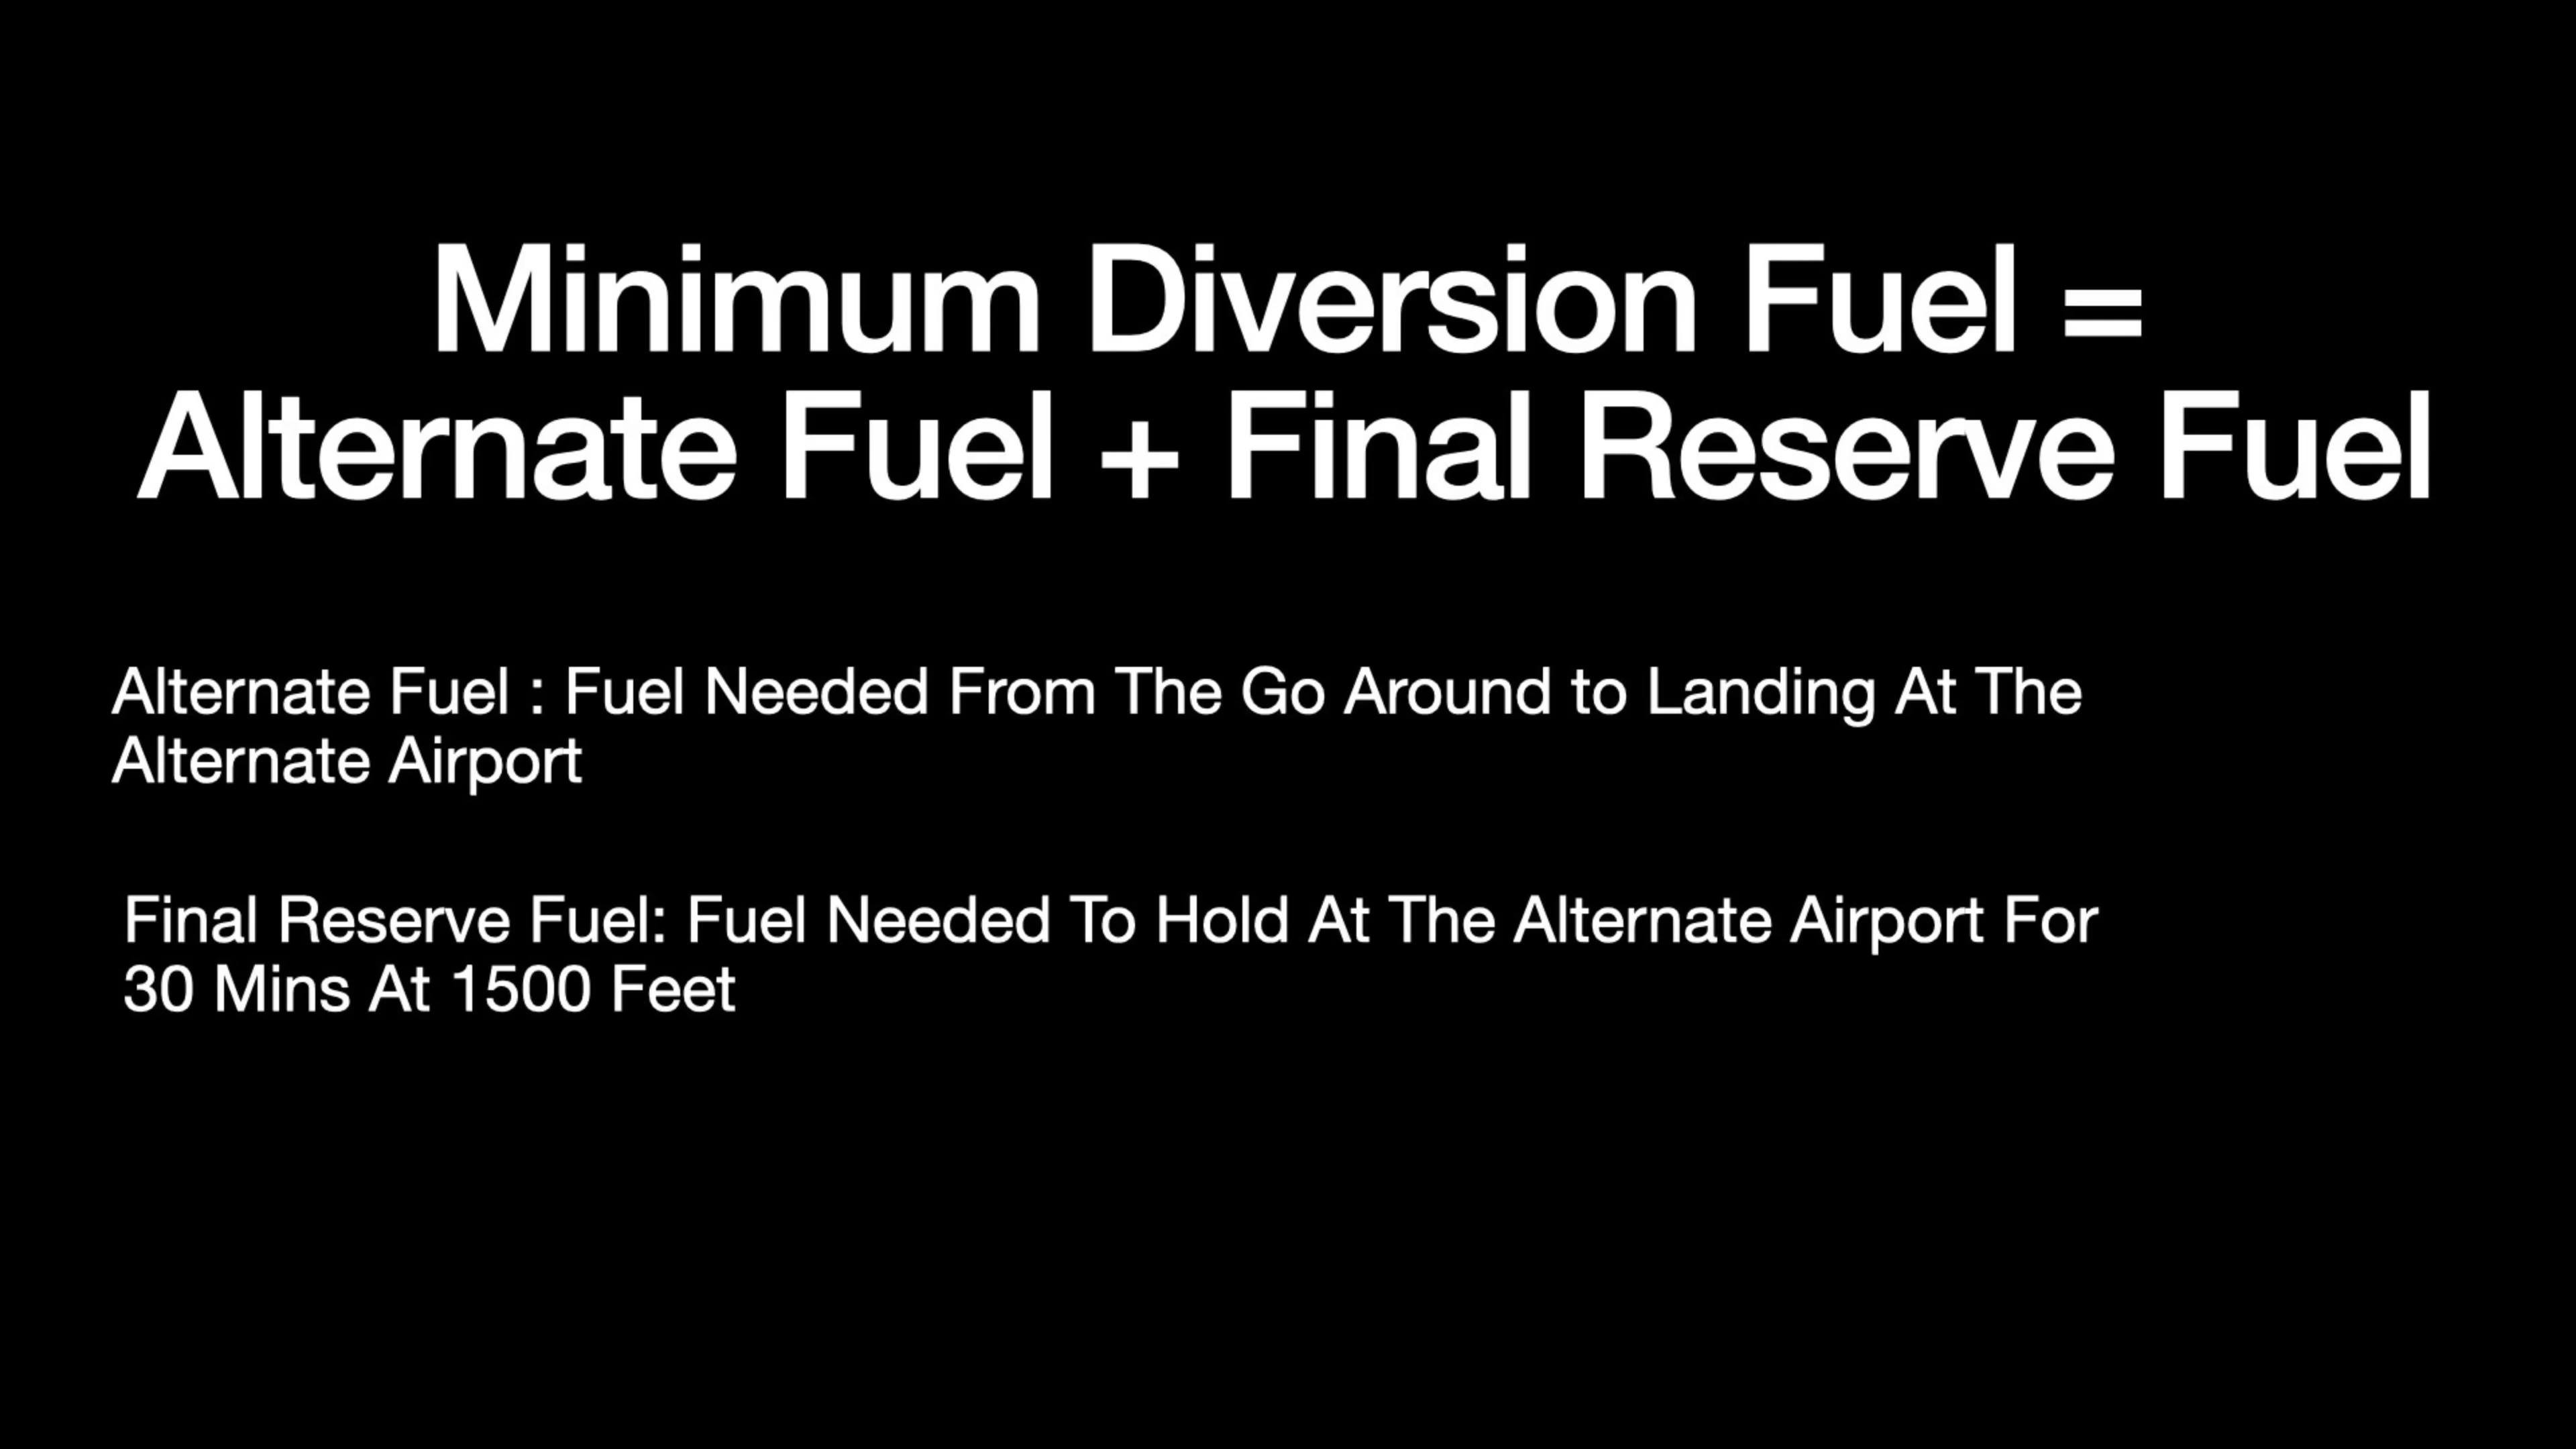 Minimum Diversion Fuel =
Alternate Fuel + Final Reserve Fuel
Alternate Fuel : Fuel Needed From The Go Around to Landing At The
Alternate Airport
Final Reserve Fuel: Fuel Needed To Hold At The Alternate Airport For
30 Mins At 1500 Feet